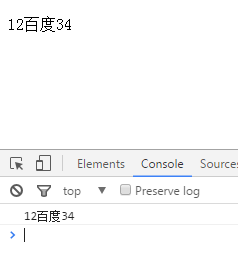 12百度34
Elements Console Sources
top Preserve log
12百度34